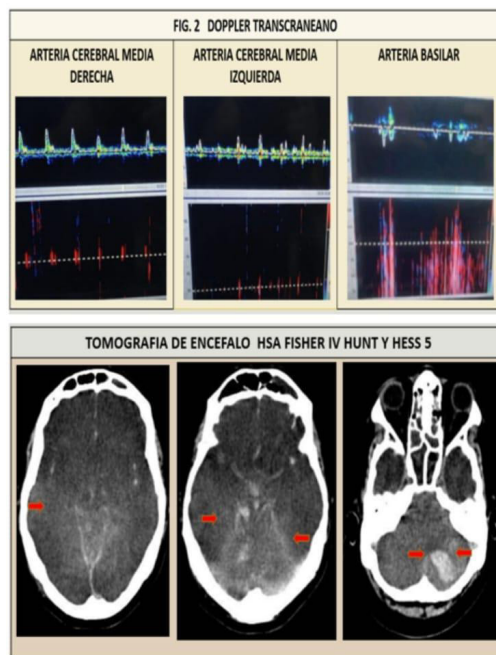 FIG. 2 DOPPLER TRANSCRANEANO
ARTERIA CEREBRAL MEDIA
DERECHA
ARTERIA CEREBRAL MEDIA
IZQUIERDA
ARTERIA BASILAR
TOMOGRAFIA DE ENCEFALO HSA FISHER IV HUNT Y HESS 5